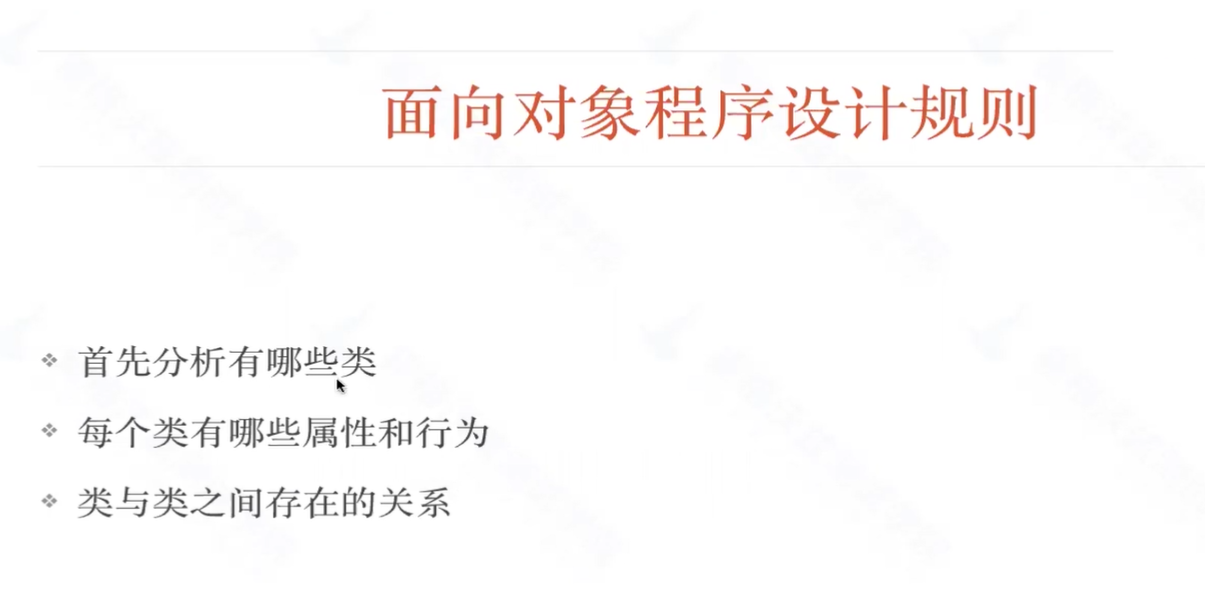 面向对象程序设计规则
首先分析有哪些类
每个类有哪些属性和行为
类与类之间存在的关系